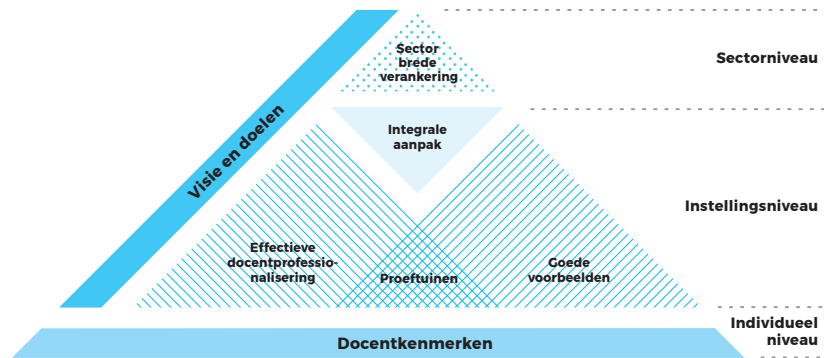 Sector
brede
verankering
Sectorniveau
Visie en doelen
Integrale
aanpak
Instellingsniveau
Effectieve
docentprofessio-
nalisering
Proeftuinen
Goede
voorbeelden
Individueel
niveau
Docentkenmerken